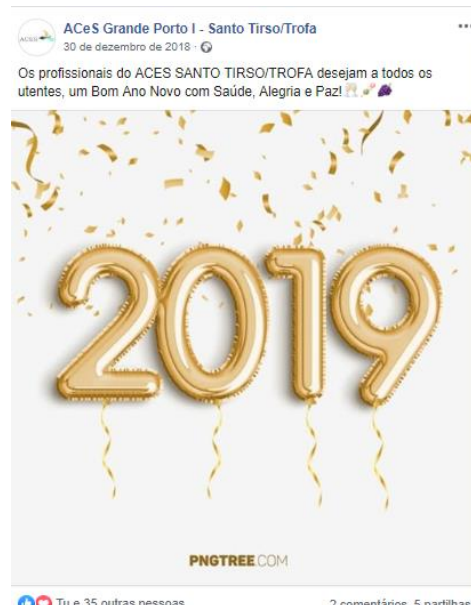 ACES
ACeS Grande Porto I - Santo Tirso/Trofa
30 de dezembro de 2018 ·
Os profissionais do ACES SANTO TIRSO/TROFA desejam a todos os
utentes, um Bom Ano Novo com Saúde, Alegria e Paz!
2019
PNGTREE.COM
Tu e 35 outras pessoas
2 comentários 5 partilhas